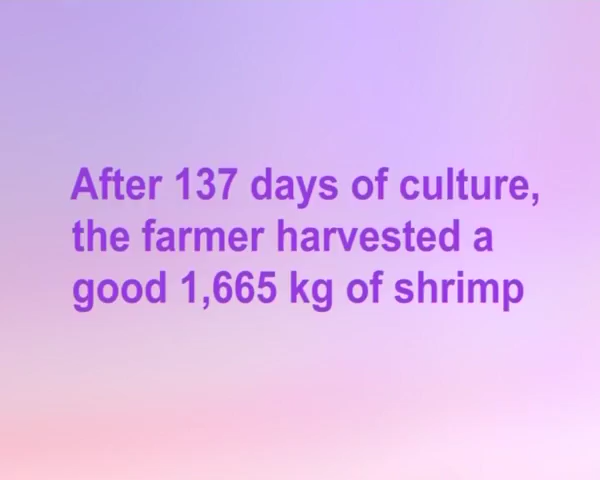 After 137 days of culture,
the farmer harvested a
good 1,665 kg of shrimp